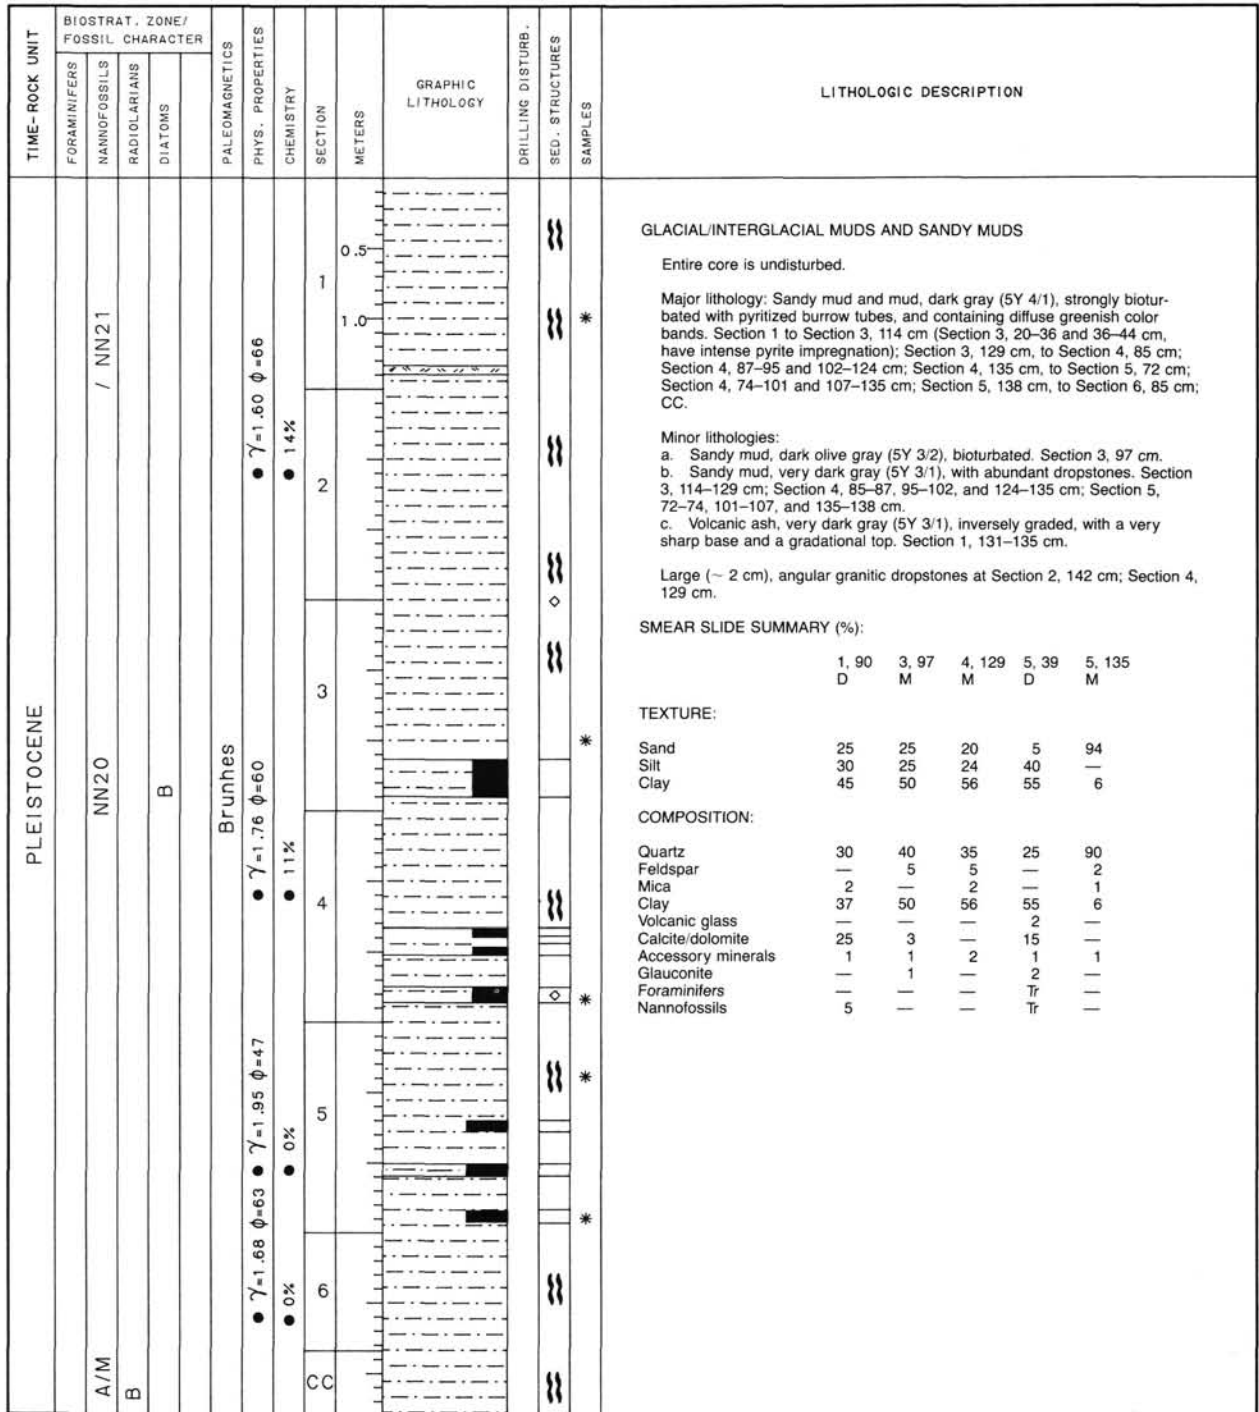 TIME-ROCK UNIT
BIOSTRAT. ZONE/
FOSSIL CHARACTER
FORAMINIFERS
NANNOFOSSILS
RADIOLARIANS
DIATOMS
PALEOMAGNETICS
PHYS. PROPERTIES
CHEMISTRY
SECTION
METERS
GRAPHIC
LITHOLOGY
DRILLING DISTURB.
SED. STRUCTURES
SAMPLES
LITHOLOGIC DESCRIPTION
PLEISTOCENE
/ NN21
NN20
A/M
B
B
Brunhes
● γ=1.60 φ=66
● γ=1.76 φ=60
● γ=1.95 φ=47
● γ=1.68 φ=63
● 14%
● 11%
● 0%
● 0%
1
2
3
4
5
6
CC
0.5
1.0
*
*
*
*
*
GLACIAL/INTERGLACIAL MUDS AND SANDY MUDS
Entire core is undisturbed.
Major lithology: Sandy mud and mud, dark gray (5Y 4/1), strongly biotur-
bated with pyritized burrow tubes, and containing diffuse greenish color
bands. Section 1 to Section 3, 114 cm (Section 3, 20–36 and 36–44 cm,
have intense pyrite impregnation); Section 3, 129 cm, to Section 4, 85 cm;
Section 4, 87–95 and 102–124 cm; Section 4, 135 cm, to Section 5, 72 cm;
Section 4, 74–101 and 107–135 cm; Section 5, 138 cm, to Section 6, 85 cm;
CC.
Minor lithologies:
a. Sandy mud, dark olive gray (5Y 3/2), bioturbated. Section 3, 97 cm.
b. Sandy mud, very dark gray (5Y 3/1), with abundant dropstones. Section
3, 114–129 cm; Section 4, 85–87, 95–102, and 124–135 cm; Section 5,
72–74, 101–107, and 135–138 cm.
c. Volcanic ash, very dark gray (5Y 3/1), inversely graded, with a very
sharp base and a gradational top. Section 1, 131–135 cm.
Large (~ 2 cm), angular granitic dropstones at Section 2, 142 cm; Section 4,
129 cm.
SMEAR SLIDE SUMMARY (%):
1, 90 3, 97 4, 129 5, 39 5, 135
D M M D M
TEXTURE:
Sand 25 25 20 5 94
Silt 30 25 24 40 —
Clay 45 50 56 55 6
COMPOSITION:
Quartz 30 40 35 25 90
Feldspar — 5 5 — 2
Mica 2 — 2 — 1
Clay 37 50 56 55 6
Volcanic glass — — — 2 —
Calcite/dolomite 25 3 — 15 —
Accessory minerals 1 1 2 1 1
Glauconite — 1 — 2 —
Foraminifers — — — Tr —
Nannofossils 5 — — Tr —